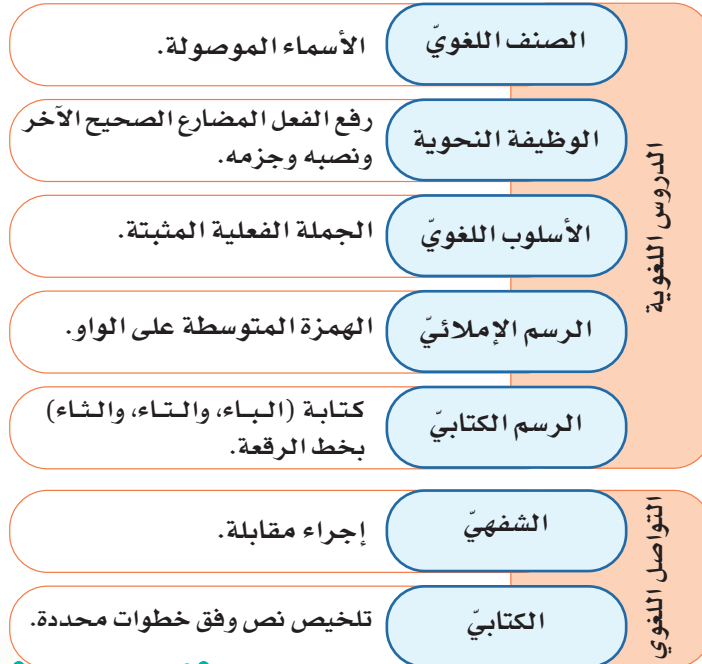 الدروس اللغوية
الصنف اللغويّ
الأسماء الموصولة.
الوظيفة النحوية
رفع الفعل المضارع الصحيح الآخر
ونصبه وجزمه.
الأسلوب اللغويّ
الجملة الفعلية المثبتة.
الرسم الإملائيّ
الهمزة المتوسطة على الواو.
الرسم الكتابيّ
كتابة (الباء، والتاء، والثاء)
بخط الرقعة.
التواصل اللغوي
الشفهيّ
إجراء مقابلة.
الكتابيّ
تلخيص نص وفق خطوات محددة.